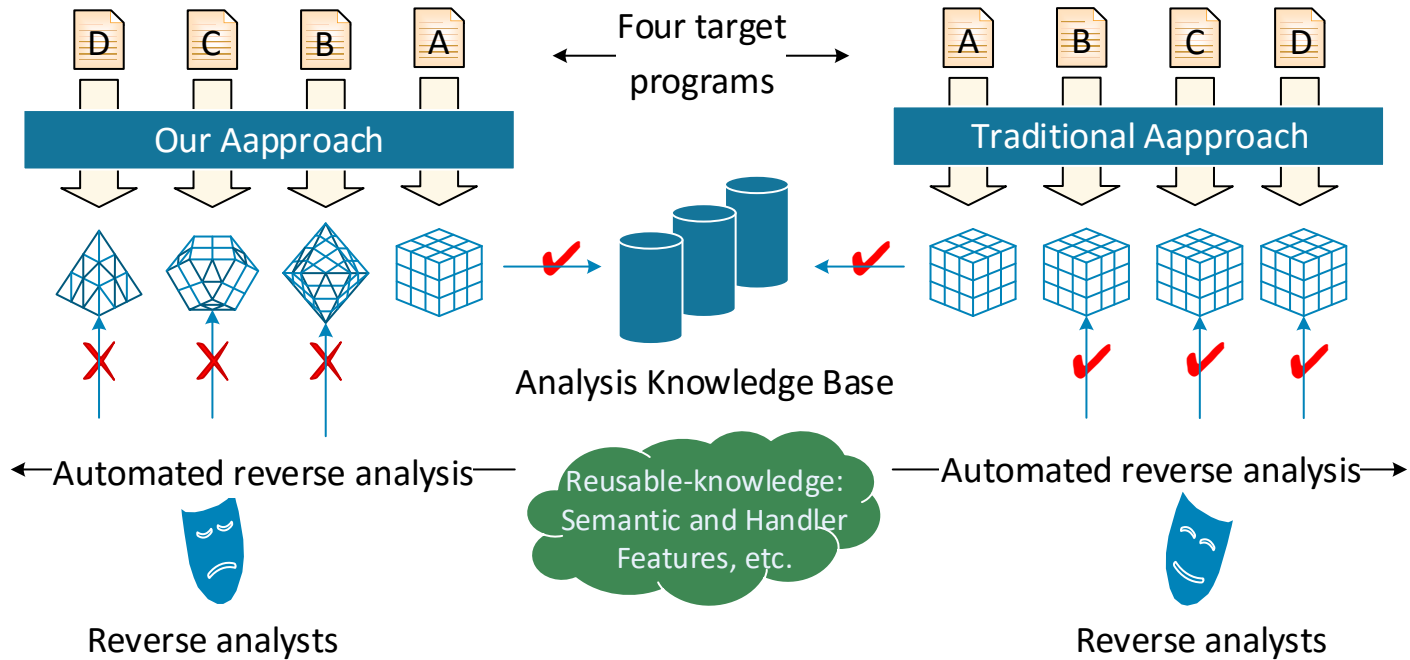 D C B A
Four target
programs
A B C D
Our Aapproach
Traditional Aapproach
Analysis Knowledge Base
Automated reverse analysis
Reusable-knowledge:
Semantic and Handler
Features, etc.
Automated reverse analysis
Reverse analysts
Reverse analysts